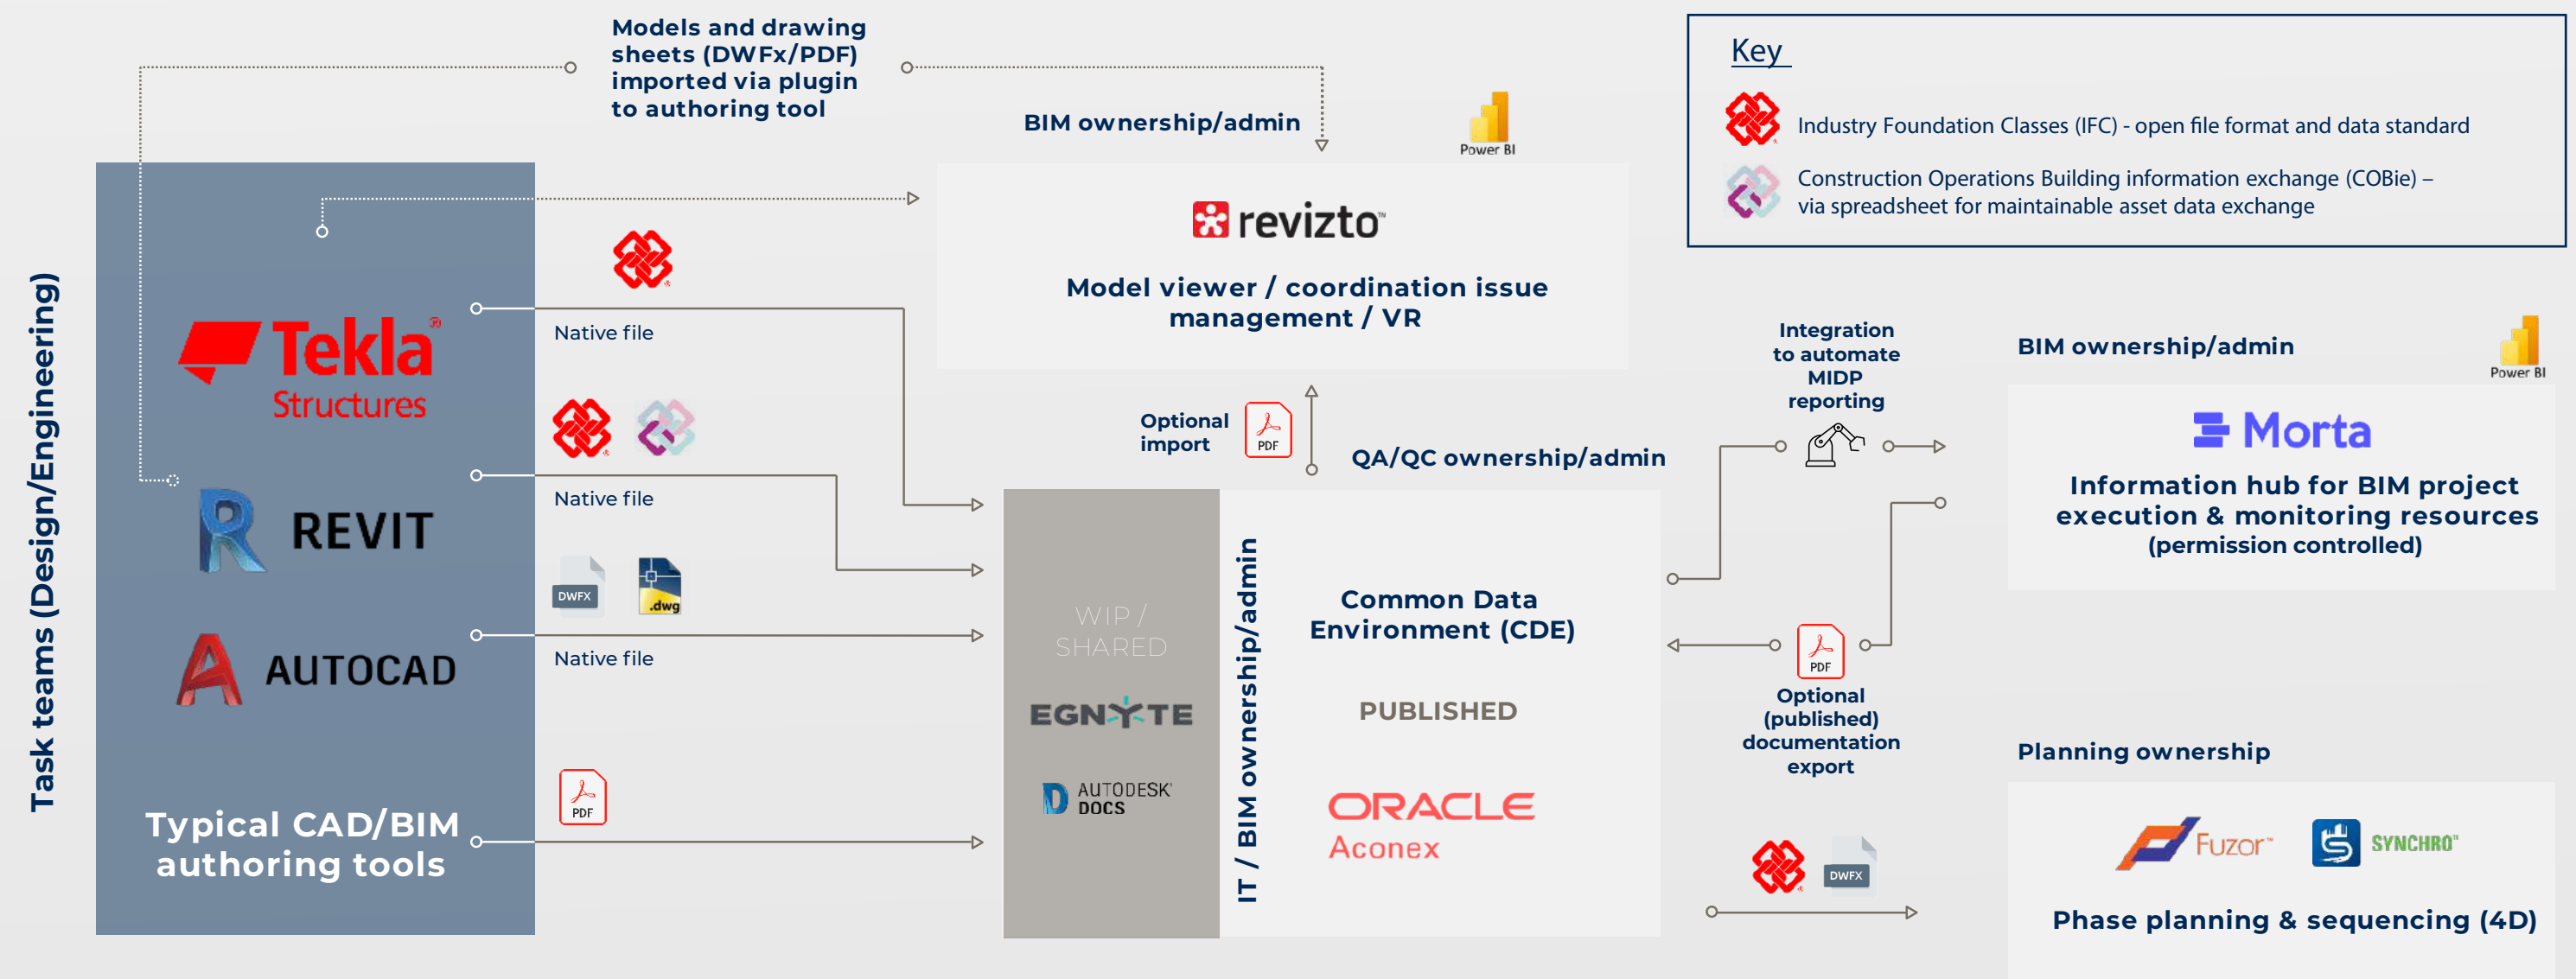 Models and drawing
sheets (DWFx/PDF)
imported via plugin
to authoring tool
BIM ownership/admin
Power BI
Key
Industry Foundation Classes (IFC) - open file format and data standard
Construction Operations Building information exchange (COBie) –
via spreadsheet for maintainable asset data exchange
Task teams (Design/Engineering)
Tekla®
Structures
REVIT
AUTOCAD
Typical CAD/BIM
authoring tools
Native file
Native file
DWFX
.dwg
Native file
PDF
revizto™
Model viewer / coordination issue
management / VR
Optional
import
PDF
QA/QC ownership/admin
WIP /
SHARED
EGNYTE
AUTODESK®
DOCS
IT / BIM ownership/admin
Common Data
Environment (CDE)
PUBLISHED
ORACLE
Aconex
Integration
to automate
MIDP
reporting
PDF
Optional
(published)
documentation
export
DWFX
BIM ownership/admin
Power BI
Morta
Information hub for BIM project
execution & monitoring resources
(permission controlled)
Planning ownership
Fuzor™
SYNCHRO™
Phase planning & sequencing (4D)